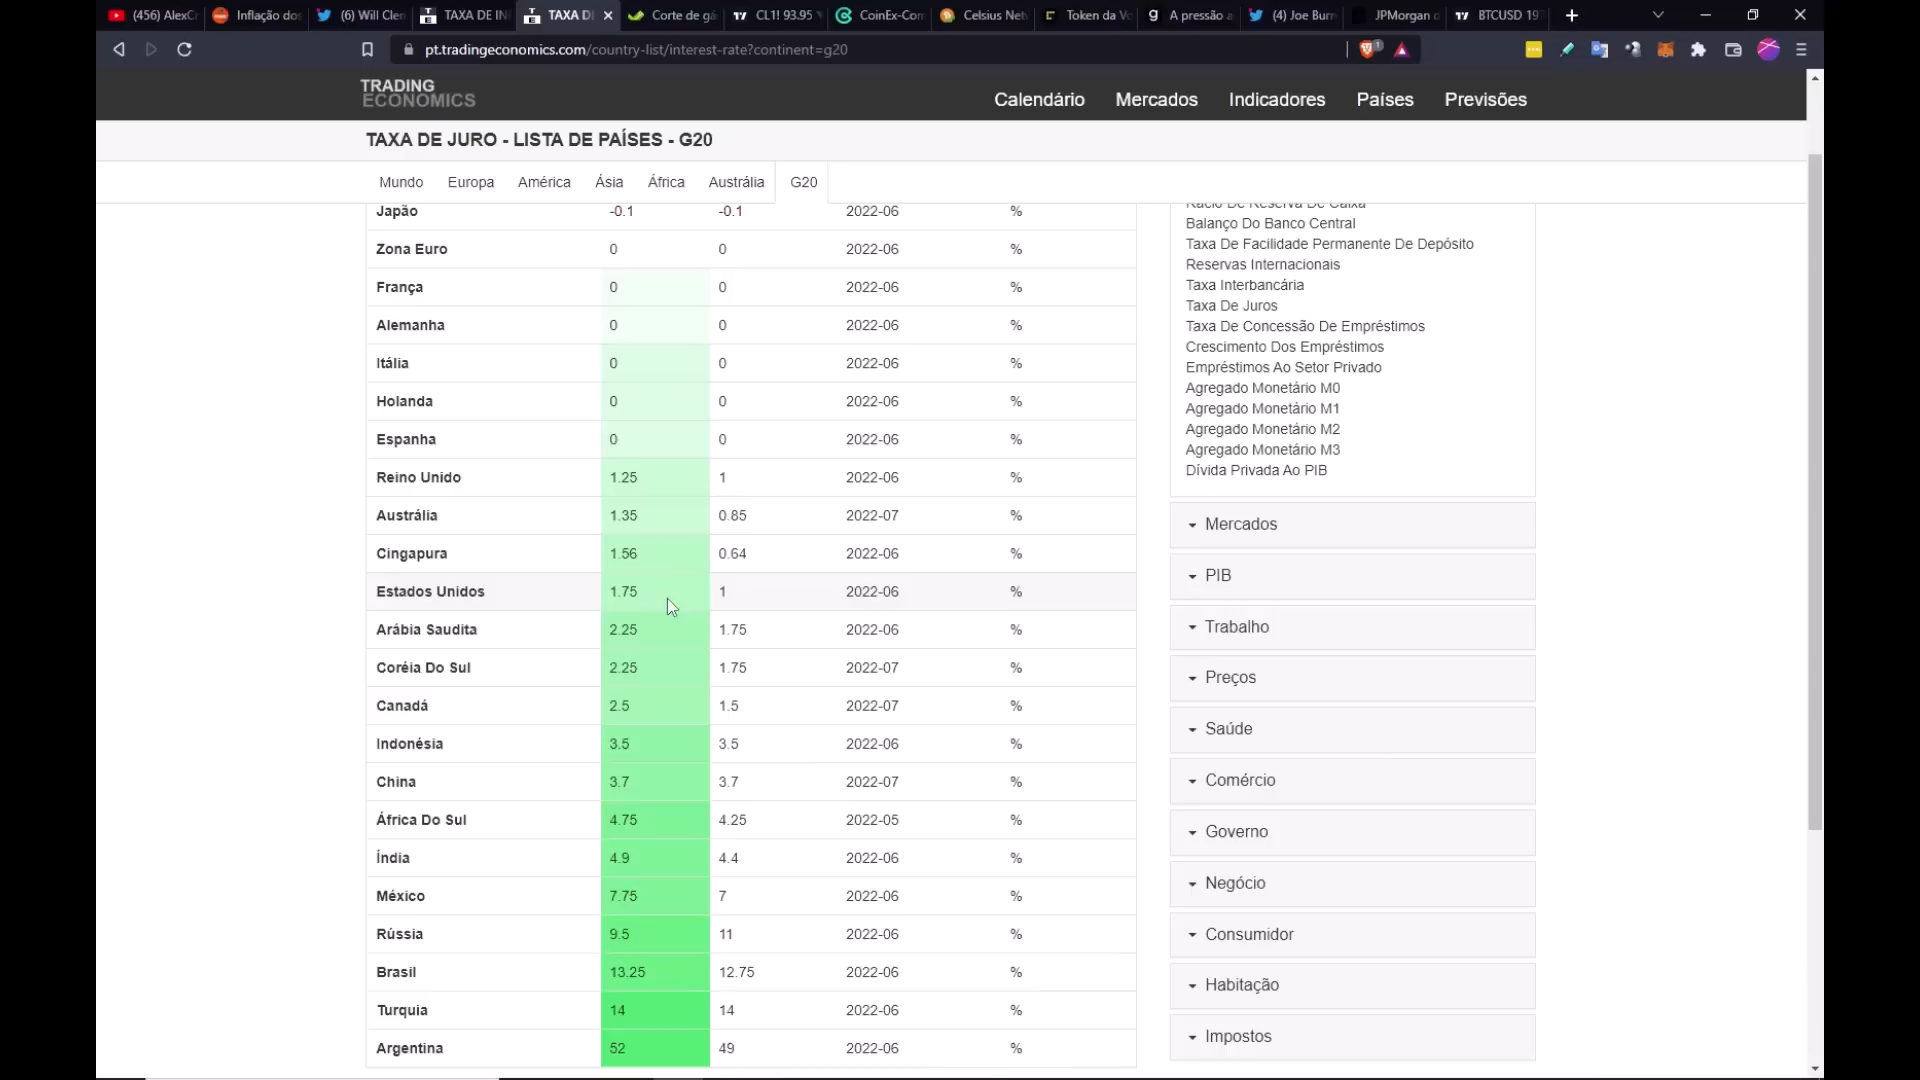 (456) AlexC
Inflação do
(6) Will Cle
TAXA DE IN
TAXA D
Corte de g
CL1! 93.95
CoinEx-Com
Celsius Net
Token da V
A pressão
(4) Joe Bu
JPMorgan
BTCUSD 19
pt.tradingeconomics.com/country-list/interest-rate?continent=g20
TRADING
ECONOMICS
Calendário Mercados Indicadores Países Previsões
TAXA DE JURO - LISTA DE PAÍSES - G20
Mundo Europa América Ásia África Austrália G20
Japão -0.1 -0.1 2022-06 %
Zona Euro 0 0 2022-06 %
França 0 0 2022-06 %
Alemanha 0 0 2022-06 %
Itália 0 0 2022-06 %
Holanda 0 0 2022-06 %
Espanha 0 0 2022-06 %
Reino Unido 1.25 1 2022-06 %
Austrália 1.35 0.85 2022-07 %
Cingapura 1.56 0.64 2022-06 %
Estados Unidos 1.75 1 2022-06 %
Arábia Saudita 2.25 1.75 2022-06 %
Coréia Do Sul 2.25 1.75 2022-07 %
Canadá 2.5 1.5 2022-07 %
Indonésia 3.5 3.5 2022-06 %
China 3.7 3.7 2022-07 %
África Do Sul 4.75 4.25 2022-05 %
Índia 4.9 4.4 2022-06 %
México 7.75 7 2022-06 %
Rússia 9.5 11 2022-06 %
Brasil 13.25 12.75 2022-06 %
Turquia 14 14 2022-06 %
Argentina 52 49 2022-06 %
Rácio De Reserva De Caixa
Balanço Do Banco Central
Taxa De Facilidade Permanente De Depósito
Reservas Internacionais
Taxa Interbancária
Taxa De Juros
Taxa De Concessão De Empréstimos
Crescimento Dos Empréstimos
Empréstimos Ao Setor Privado
Agregado Monetário M0
Agregado Monetário M1
Agregado Monetário M2
Agregado Monetário M3
Dívida Privada Ao PIB
Mercados
PIB
Trabalho
Preços
Saúde
Comércio
Governo
Negócio
Consumidor
Habitação
Impostos